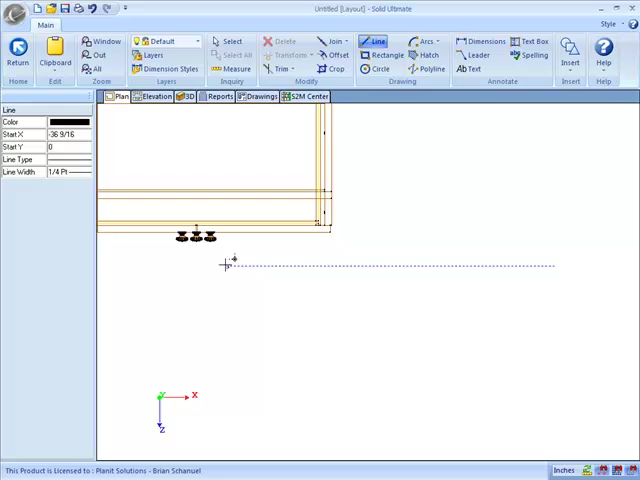 Untitled [Layout] - Solid Ultimate
Main
Style
Return
Clipboard
Window
Out
All
Default
Layers
Dimension Styles
Select
Measure
Delete
Transform
Trim
Join
Offset
Crop
Line
Rectangle
Circle
Arcs
Hatch
Polyline
Dimensions
Leader
Text
Text Box
Spelling
Insert
Help
Exit
Edit
Zoom
Layers
Inquiry
Modify
Drawing
Annotate
Insert
Help
Plan
Elevation
3D
Reports
Drawings
S2M Center
Line
Color
Start X -36 9/16
Start Y 0
Line Type
Line Width 1/4 Pt
Y X
Z
This Product is Licensed to : Planit Solutions - Brian Schanuel
Inches